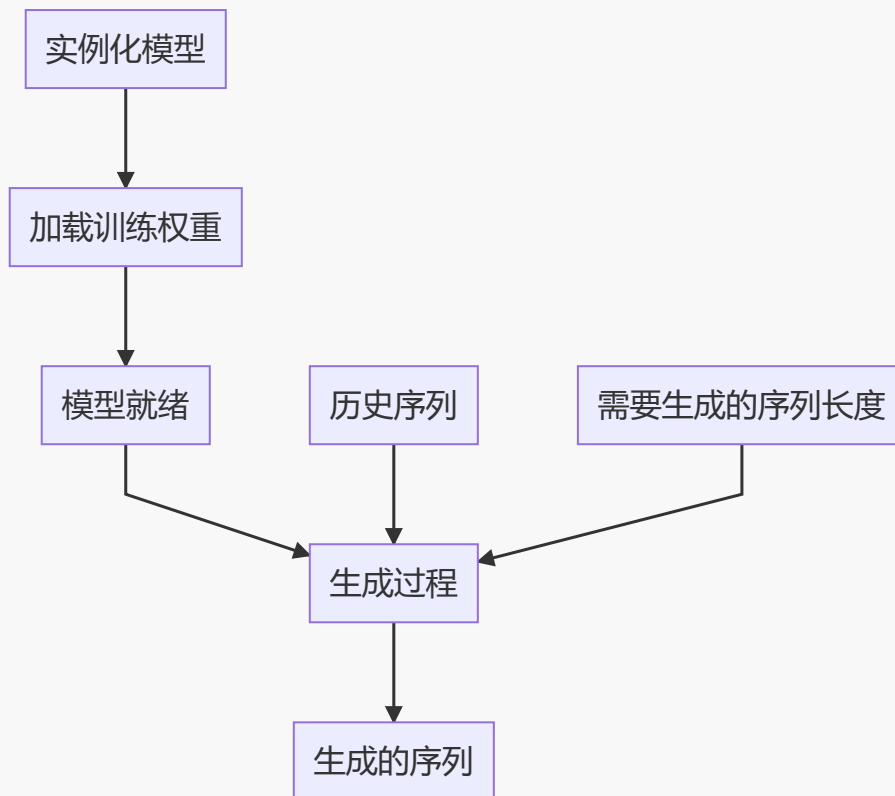 实例化模型
加载训练权重
模型就绪
历史序列
需要生成的序列长度
生成过程
生成的序列